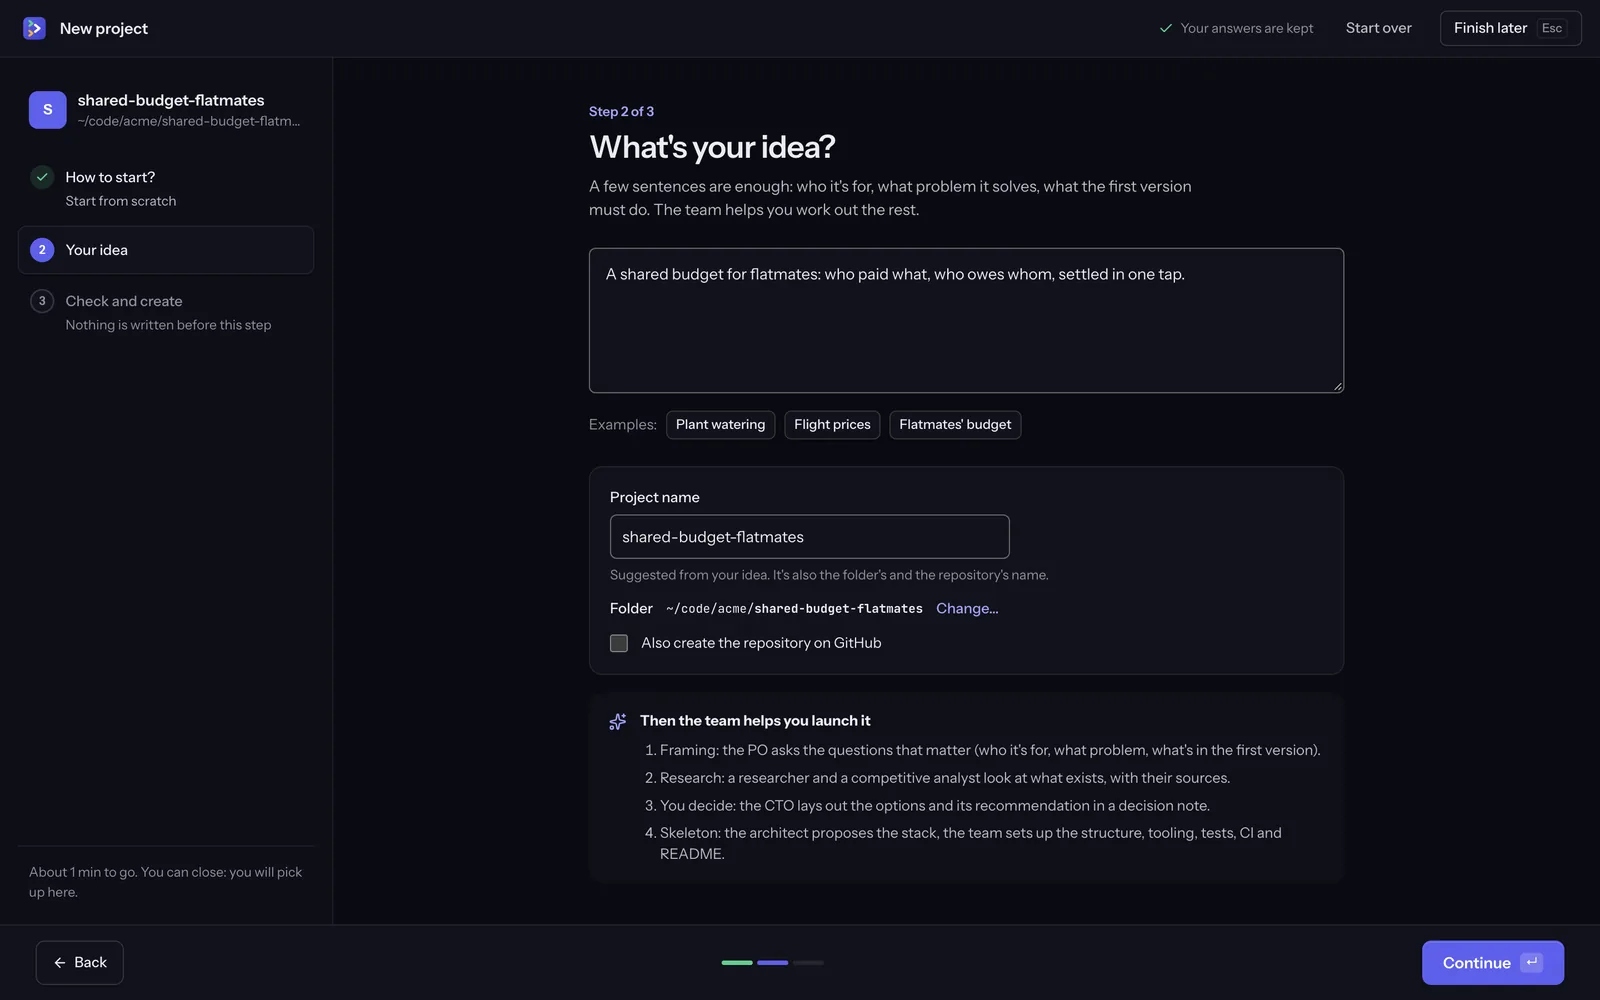 New project
Your answers are kept
Start over
Finish later Esc
S
shared-budget-flatmates
~/code/acme/shared-budget-flatm...
How to start?
Start from scratch
2 Your idea
3 Check and create
Nothing is written before this step
About 1 min to go. You can close: you will pick
up here.
Step 2 of 3
What's your idea?
A few sentences are enough: who it's for, what problem it solves, what the first version
must do. The team helps you work out the rest.
A shared budget for flatmates: who paid what, who owes whom, settled in one tap.
Examples: Plant watering Flight prices Flatmates' budget
Project name
shared-budget-flatmates
Suggested from your idea. It's also the folder's and the repository's name.
Folder ~/code/acme/shared-budget-flatmates Change...
Also create the repository on GitHub
Then the team helps you launch it
1. Framing: the PO asks the questions that matter (who it's for, what problem, what's in the first version).
2. Research: a researcher and a competitive analyst look at what exists, with their sources.
3. You decide: the CTO lays out the options and its recommendation in a decision note.
4. Skeleton: the architect proposes the stack, the team sets up the structure, tooling, tests, CI and
README.
← Back
Continue ↵